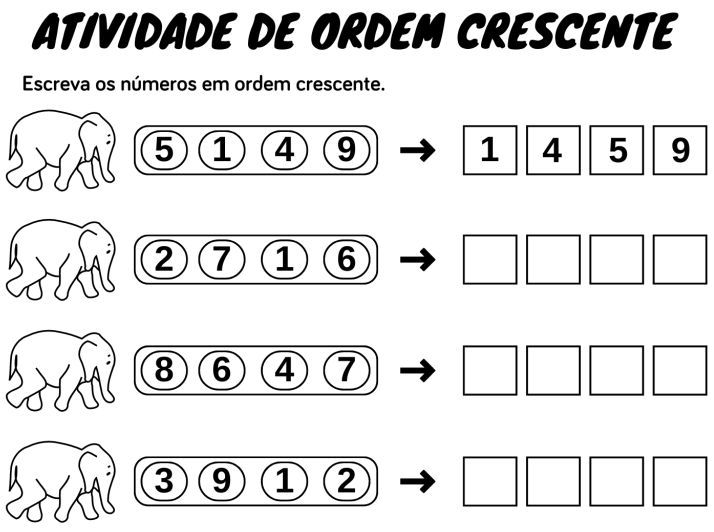 ATIVIDADE DE ORDEM CRESCENTE
Escreva os números em ordem crescente.
5 1 4 9 → 1 4 5 9
2 7 1 6 →
8 6 4 7 →
3 9 1 2 →